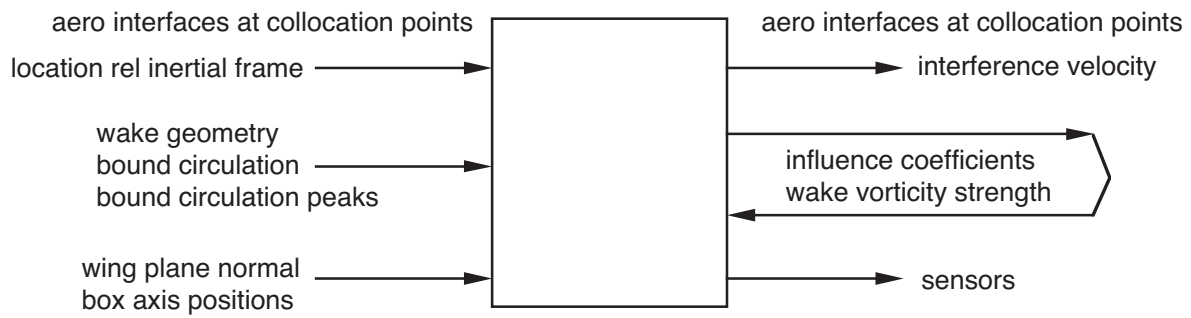 aero interfaces at collocation points
location rel inertial frame
wake geometry
bound circulation
bound circulation peaks
wing plane normal
box axis positions
aero interfaces at collocation points
interference velocity
influence coefficients
wake vorticity strength
sensors